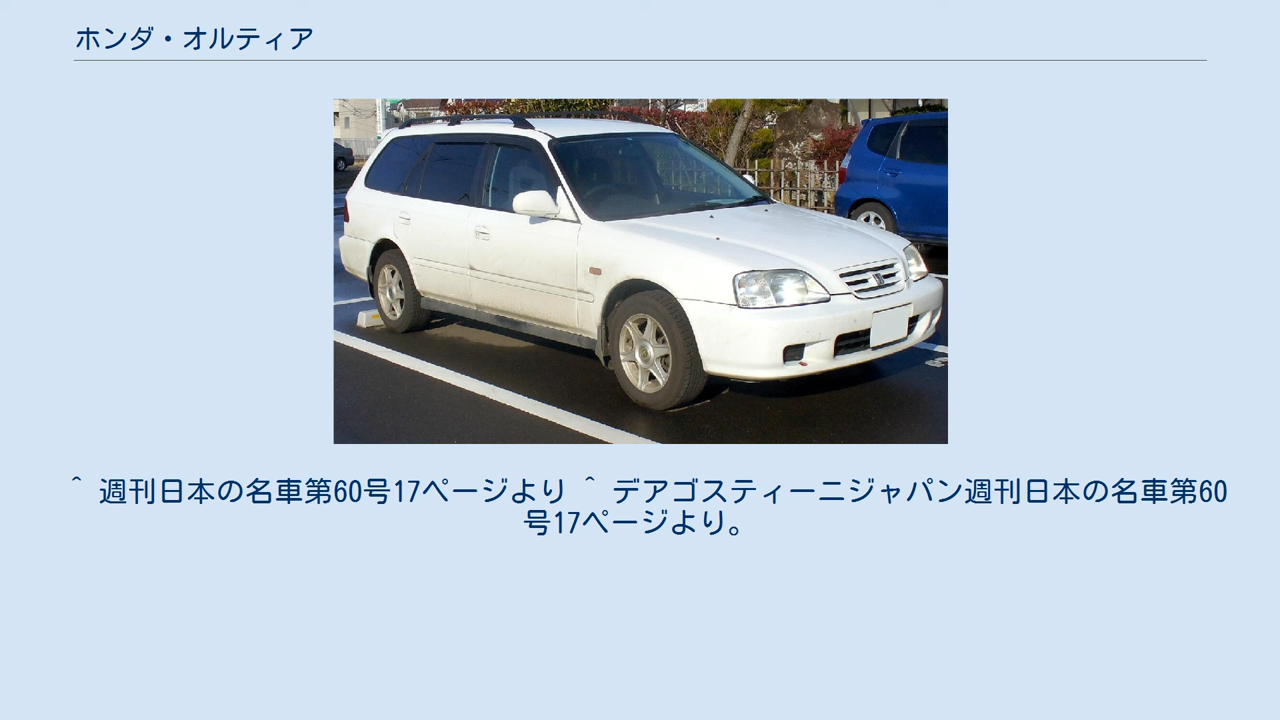 ホンダ・オルティア
^ 週刊日本の名車第60号17ページより ^ デアゴスティーニジャパン週刊日本の名車第60
号17ページより。